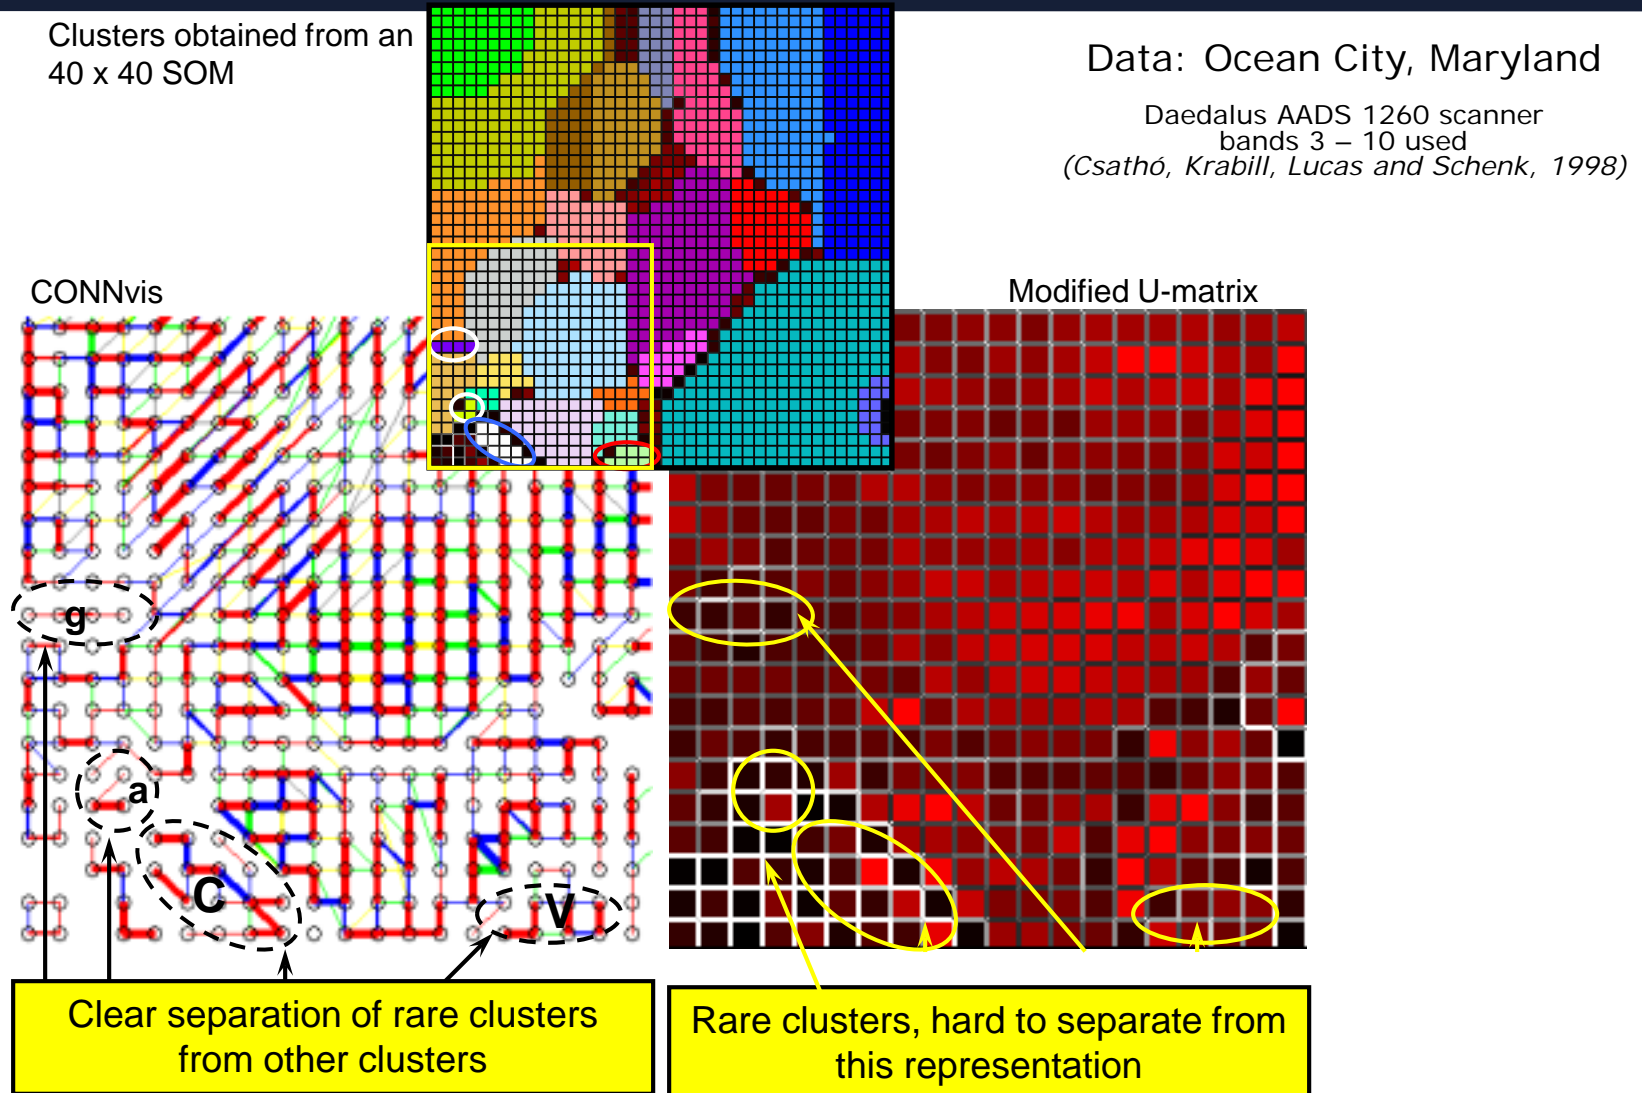 Clusters obtained from an
40 x 40 SOM
Data: Ocean City, Maryland
Daedalus AADS 1260 scanner
bands 3 – 10 used
(Csathó, Krabill, Lucas and Schenk, 1998)
CONNvis
Modified U-matrix
g
a
C
V
Clear separation of rare clusters
from other clusters
Rare clusters, hard to separate from
this representation